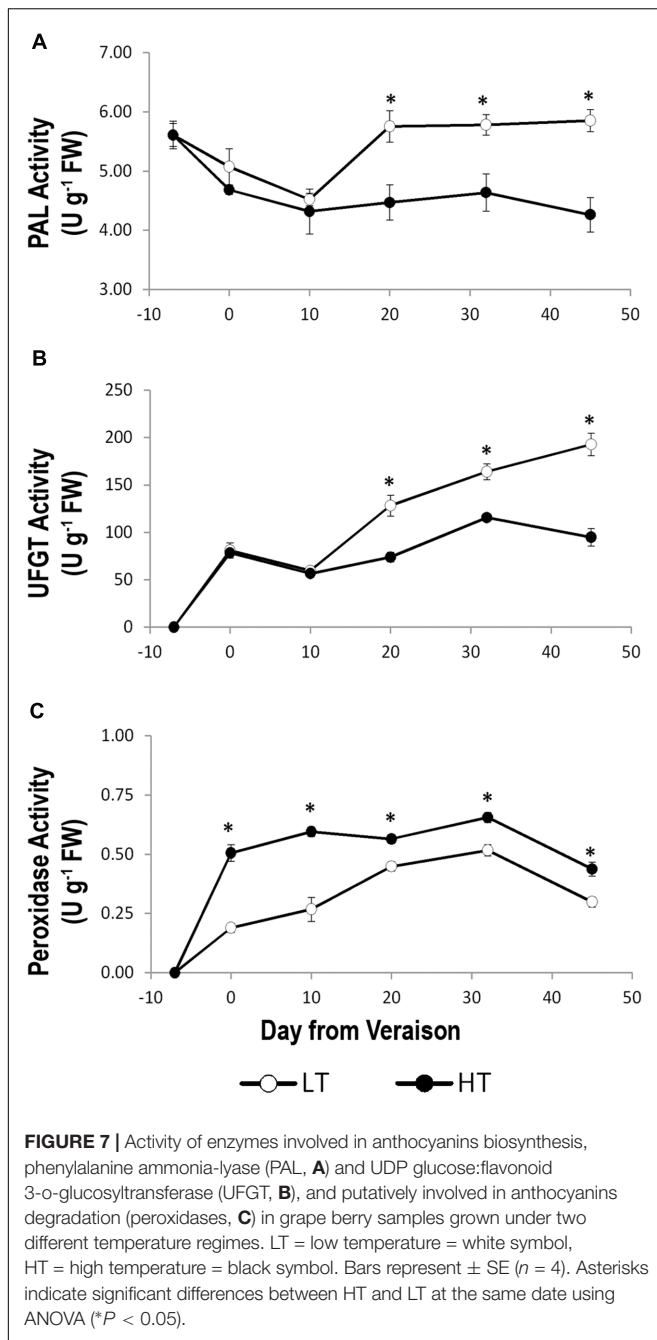 A
7.00
6.00
5.00
4.00
3.00
PAL Activity
(U g-1 FW)
* * *
-10 0 10 20 30 40 50
B
250
200
150
100
50
0
UFGT Activity
(U g-1 FW)
* * *
-10 0 10 20 30 40 50
C
1.00
0.75
0.50
0.25
0.00
Peroxidase Activity
(U g-1 FW)
* * * * *
-10 0 10 20 30 40 50
Day from Veraison
LT HT
FIGURE 7 | Activity of enzymes involved in anthocyanins biosynthesis,
phenylalanine ammonia-lyase (PAL, A) and UDP glucose:flavonoid
3-o-glucosyltransferase (UFGT, B), and putatively involved in anthocyanins
degradation (peroxidases, C) in grape berry samples grown under two
different temperature regimes. LT = low temperature = white symbol,
HT = high temperature = black symbol. Bars represent ± SE (n = 4). Asterisks
indicate significant differences between HT and LT at the same date using
ANOVA (*P < 0.05).